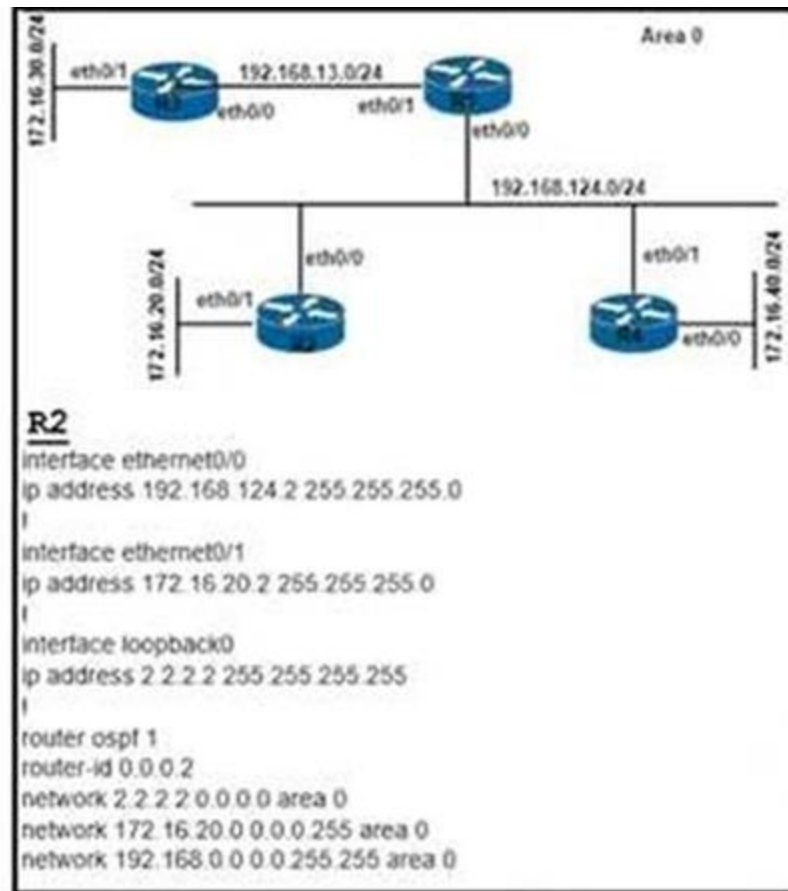 Area 0
172.16.30.0/24
eth0/1
R3
192.168.13.0/24
eth0/0
eth0/1
eth0/0
192.168.124.0/24
172.16.20.0/24
eth0/1
eth0/0
R2
eth0/1
R4
eth0/0
172.16.40.0/24
R2
interface ethernet0/0
ip address 192.168.124.2 255.255.255.0
!
interface ethernet0/1
ip address 172.16.20.2 255.255.255.0
!
interface loopback0
ip address 2.2.2.2 255.255.255.255
!
router ospf 1
router-id 0.0.0.2
network 2.2.2.2 0.0.0.0 area 0
network 172.16.20.0 0.0.0.255 area 0
network 192.168.0.0 0.0.255.255 area 0